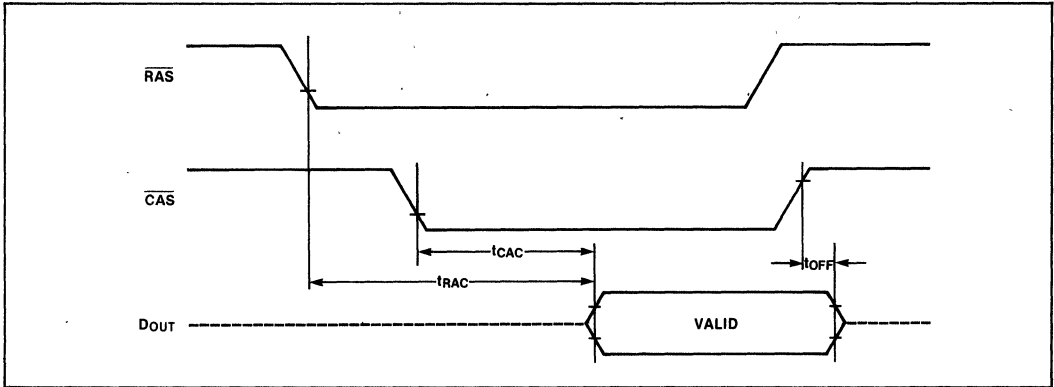 RAS
CAS
tCAC
tOFF
tRAC
DOUT
VALID